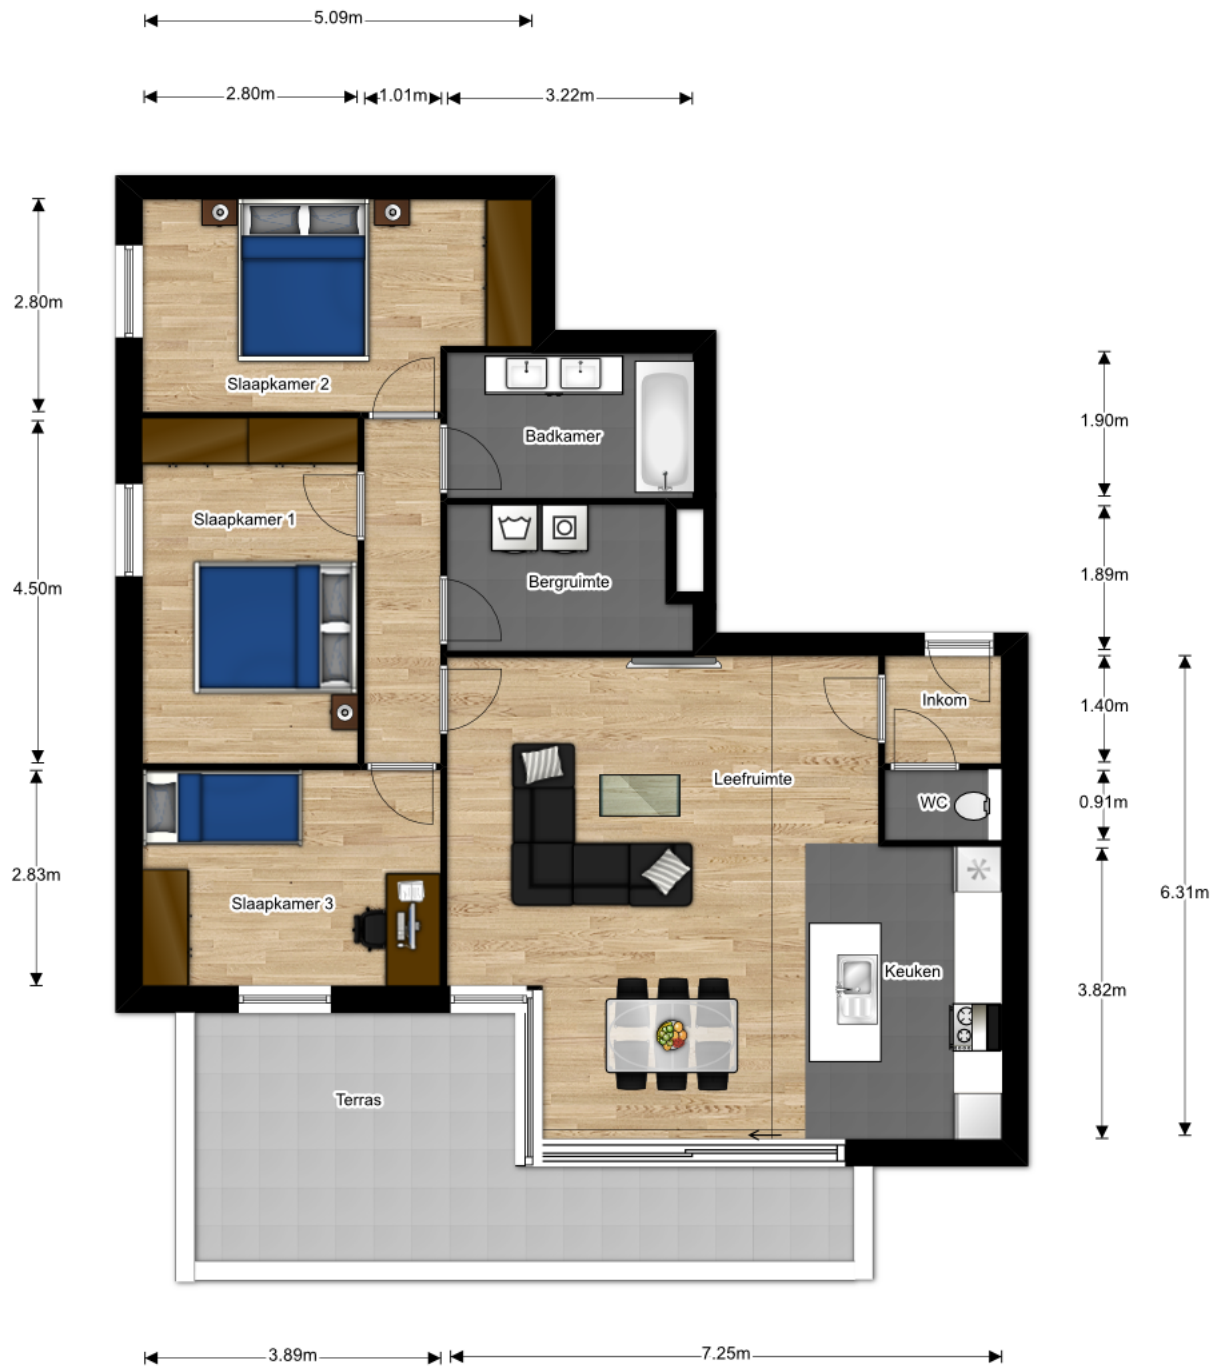 5.09m
2.80m
1.01m
3.22m
2.80m
Slaapkamer 2
1.90m
Badkamer
Slaapkamer 1
4.50m
Bergruimte
1.89m
Inkom
1.40m
Leefruimte
WC
0.91m
2.83m
Slaapkamer 3
6.31m
Keuken
3.82m
Terras
3.89m
7.25m